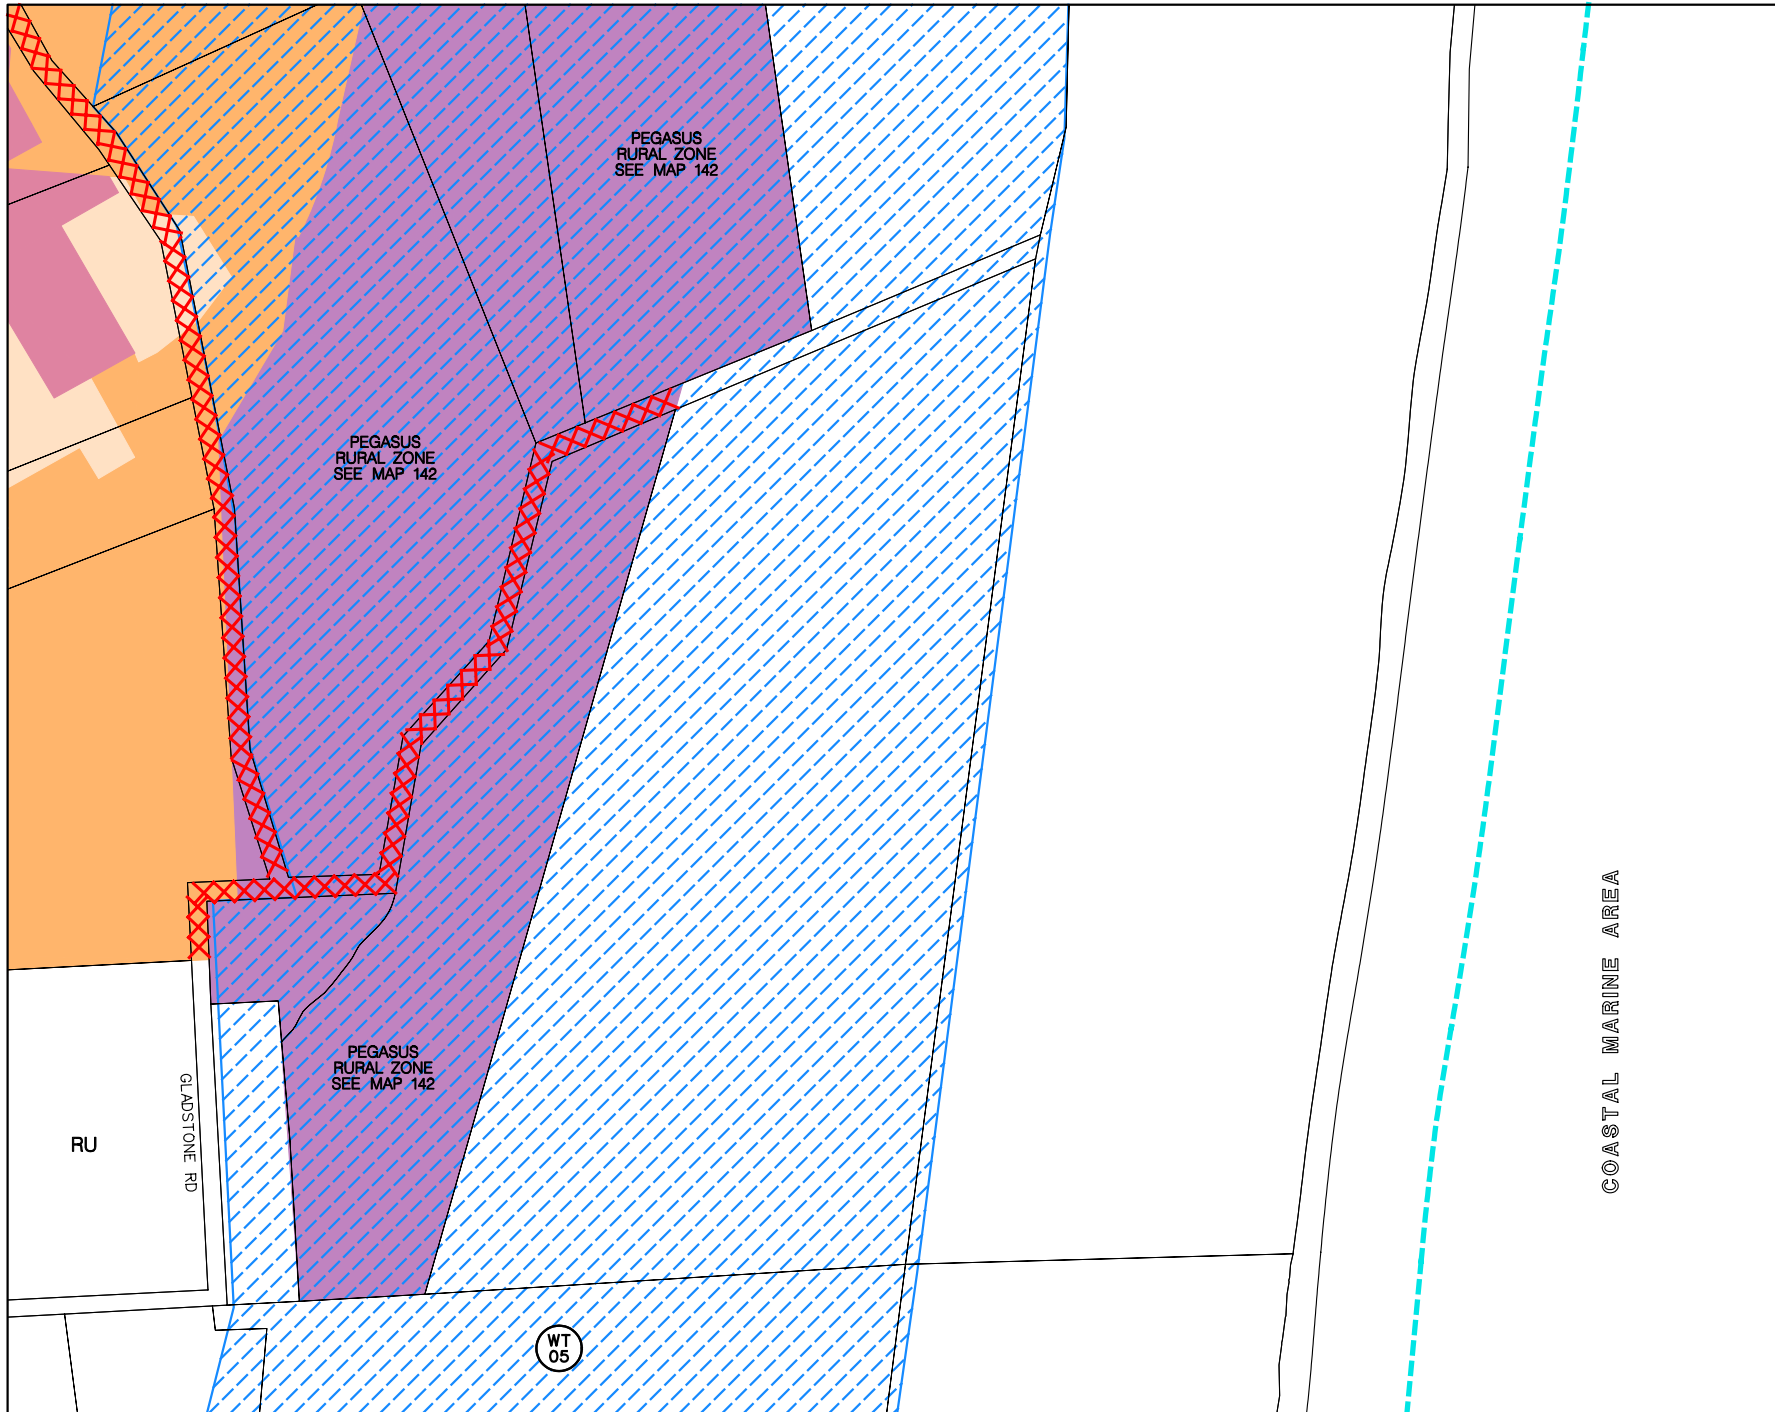 PEGASUS
RURAL ZONE
SEE MAP 142
PEGASUS
RURAL ZONE
SEE MAP 142
COASTAL MARINE AREA
PEGASUS
RURAL ZONE
SEE MAP 142
GLADSTONE RD
RU
WT
05